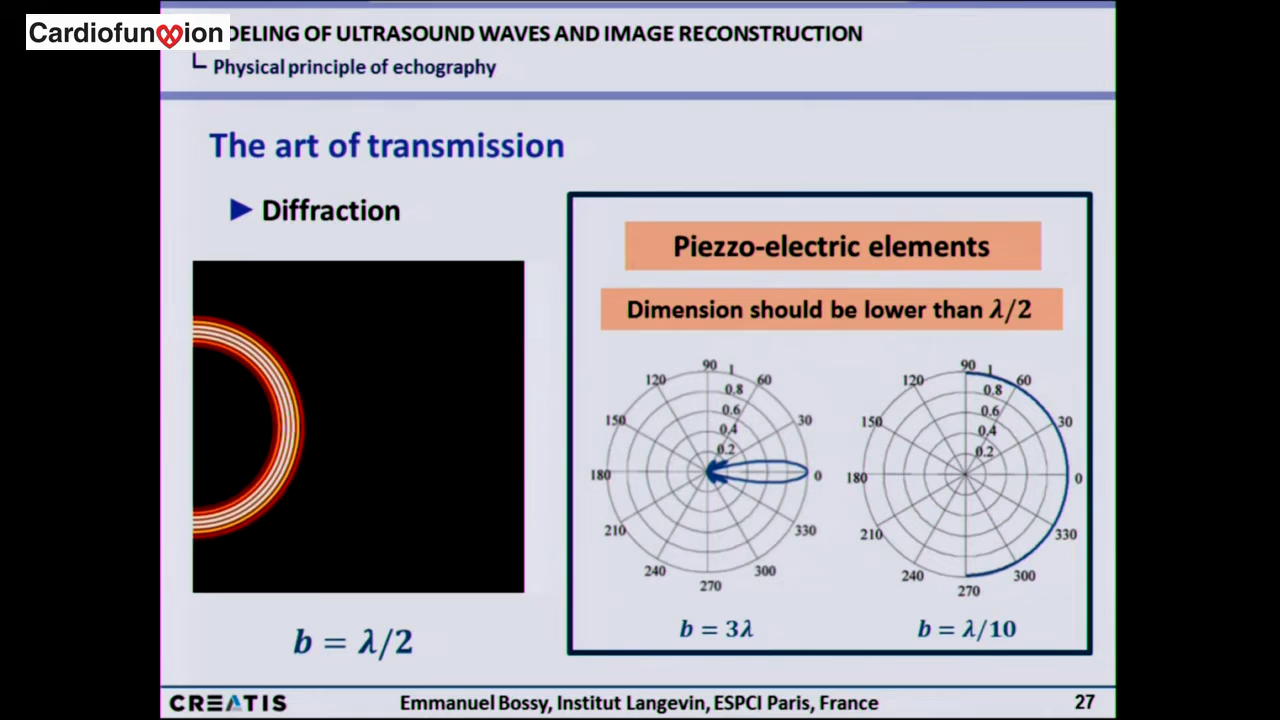 Cardiofunxion
DELING OF ULTRASOUND WAVES AND IMAGE RECONSTRUCTION
Physical principle of echography
The art of transmission
► Diffraction
b = λ/2
Piezzo-electric elements
Dimension should be lower than λ/2
90
1
120
60
0.8
150
0.6
30
0.4
0.2
180
0
210
330
240
300
270
b = 3λ
90
1
120
60
0.8
150
0.6
30
0.4
0.2
180
0
210
330
240
300
270
b = λ/10
CREATIS
Emmanuel Bossy, Institut Langevin, ESPCI Paris, France
27